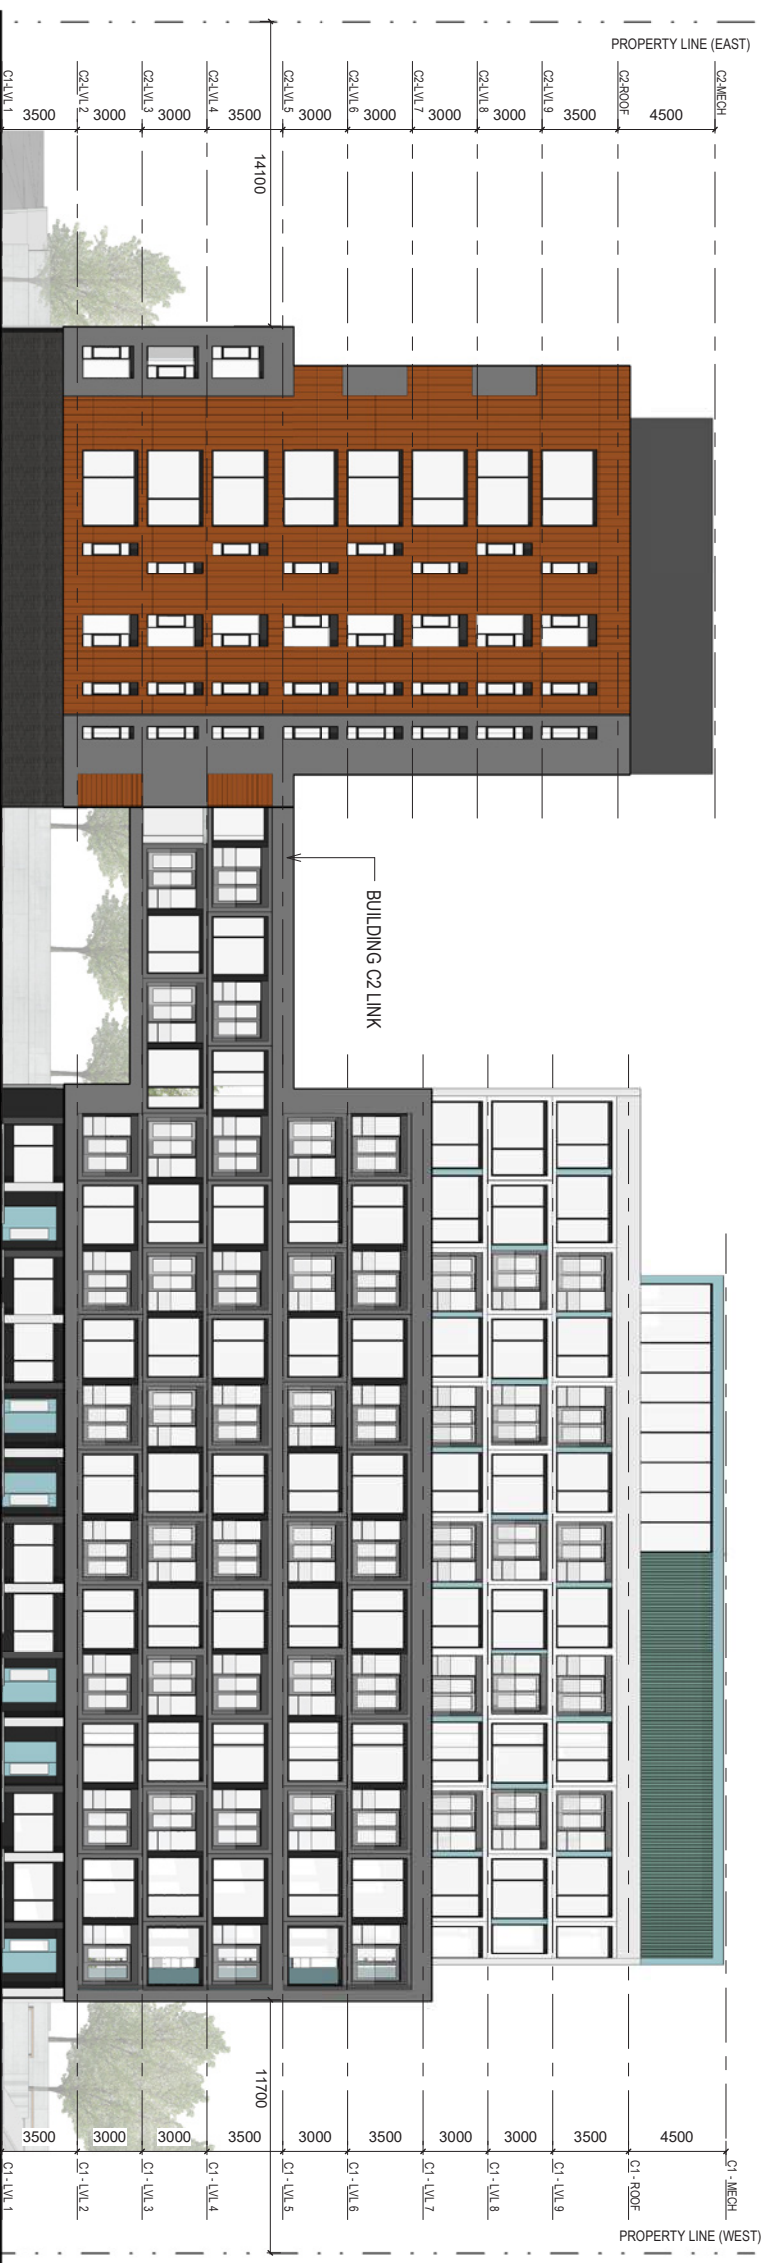 PROPERTY LINE (EAST)
C2-MECH
C2-ROOF
C2-LVL 9
C2-LVL 8
C2-LVL 7
C2-LVL 6
C2-LVL 5
C2-LVL 4
C2-LVL 3
C2-LVL 2
C1-LVL 1
4500
3500
3000
3000
3000
3000
3500
3000
3000
3500
14100
BUILDING C2 LINK
11700
4500
3500
3000
3000
3500
3000
3500
3000
3000
3500
C1 - MECH
C1 - ROOF
C1 - LVL 9
C1 - LVL 8
C1 - LVL 7
C1 - LVL 6
C1 - LVL 5
C1 - LVL 4
C1 - LVL 3
C1 - LVL 2
C1 - LVL 1
PROPERTY LINE (WEST)